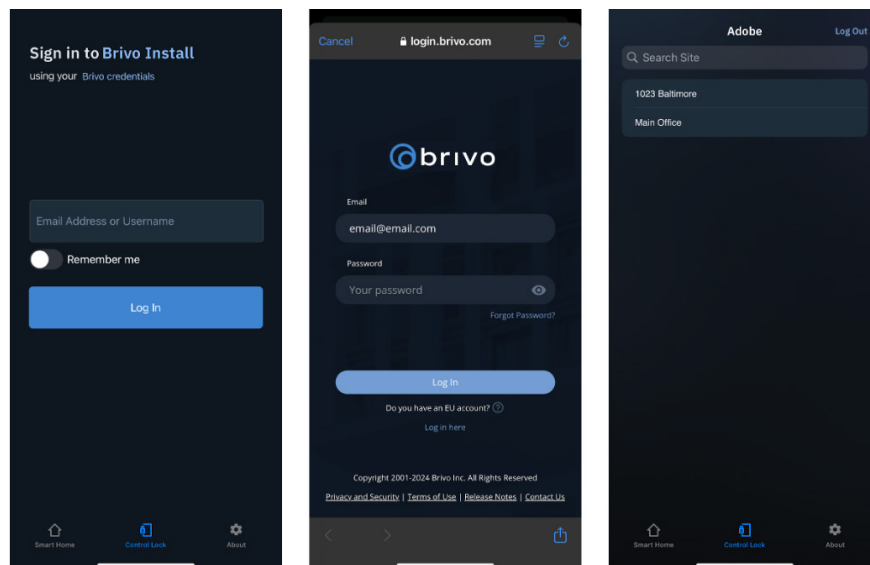 Sign in to Brivo Install
using your Brivo credentials
Email Address or Username
Remember me
Log In
Smart Home
Control Lock
About
Cancel
login.brivo.com
brivo
Email
email@email.com
Password
Your password
Forgot Password?
Log In
Do you have an EU account? ?
Log in here
Copyright 2001-2024 Brivo Inc. All Rights Reserved
Privacy and Security | Terms of Use | Release Notes | Contact Us
Adobe
Log Out
Search Site
1023 Baltimore
Main Office
Smart Home
Control Lock
About